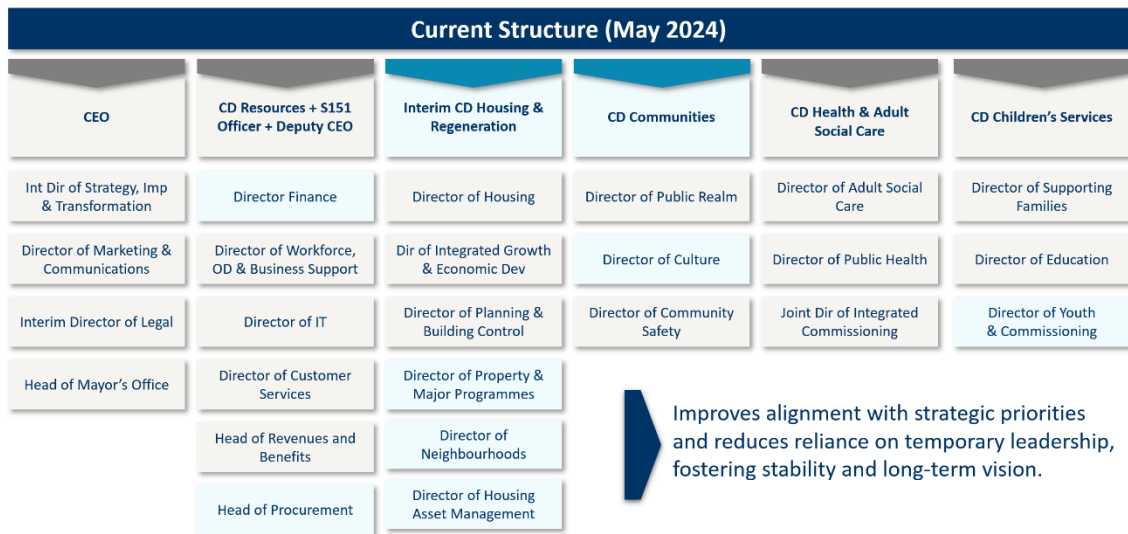 Current Structure (May 2024)
CEO
CD Resources + S151
Officer + Deputy CEO
Interim CD Housing &
Regeneration
CD Communities
CD Health & Adult
Social Care
CD Children's Services
Int Dir of Strategy, Imp
& Transformation
Director Finance
Director of Housing
Director of Public Realm
Director of Adult Social
Care
Director of Supporting
Families
Director of Marketing &
Communications
Director of Workforce,
OD & Business Support
Dir of Integrated Growth
& Economic Dev
Director of Culture
Director of Public Health
Director of Education
Interim Director of Legal
Director of IT
Director of Planning &
Building Control
Director of Community
Safety
Joint Dir of Integrated
Commissioning
Director of Youth
& Commissioning
Head of Mayor's Office
Director of Customer
Services
Director of Property &
Major Programmes
Head of Revenues and
Benefits
Director of
Neighbourhoods
Head of Procurement
Director of Housing
Asset Management
Improves alignment with strategic priorities
and reduces reliance on temporary leadership,
fostering stability and long-term vision.